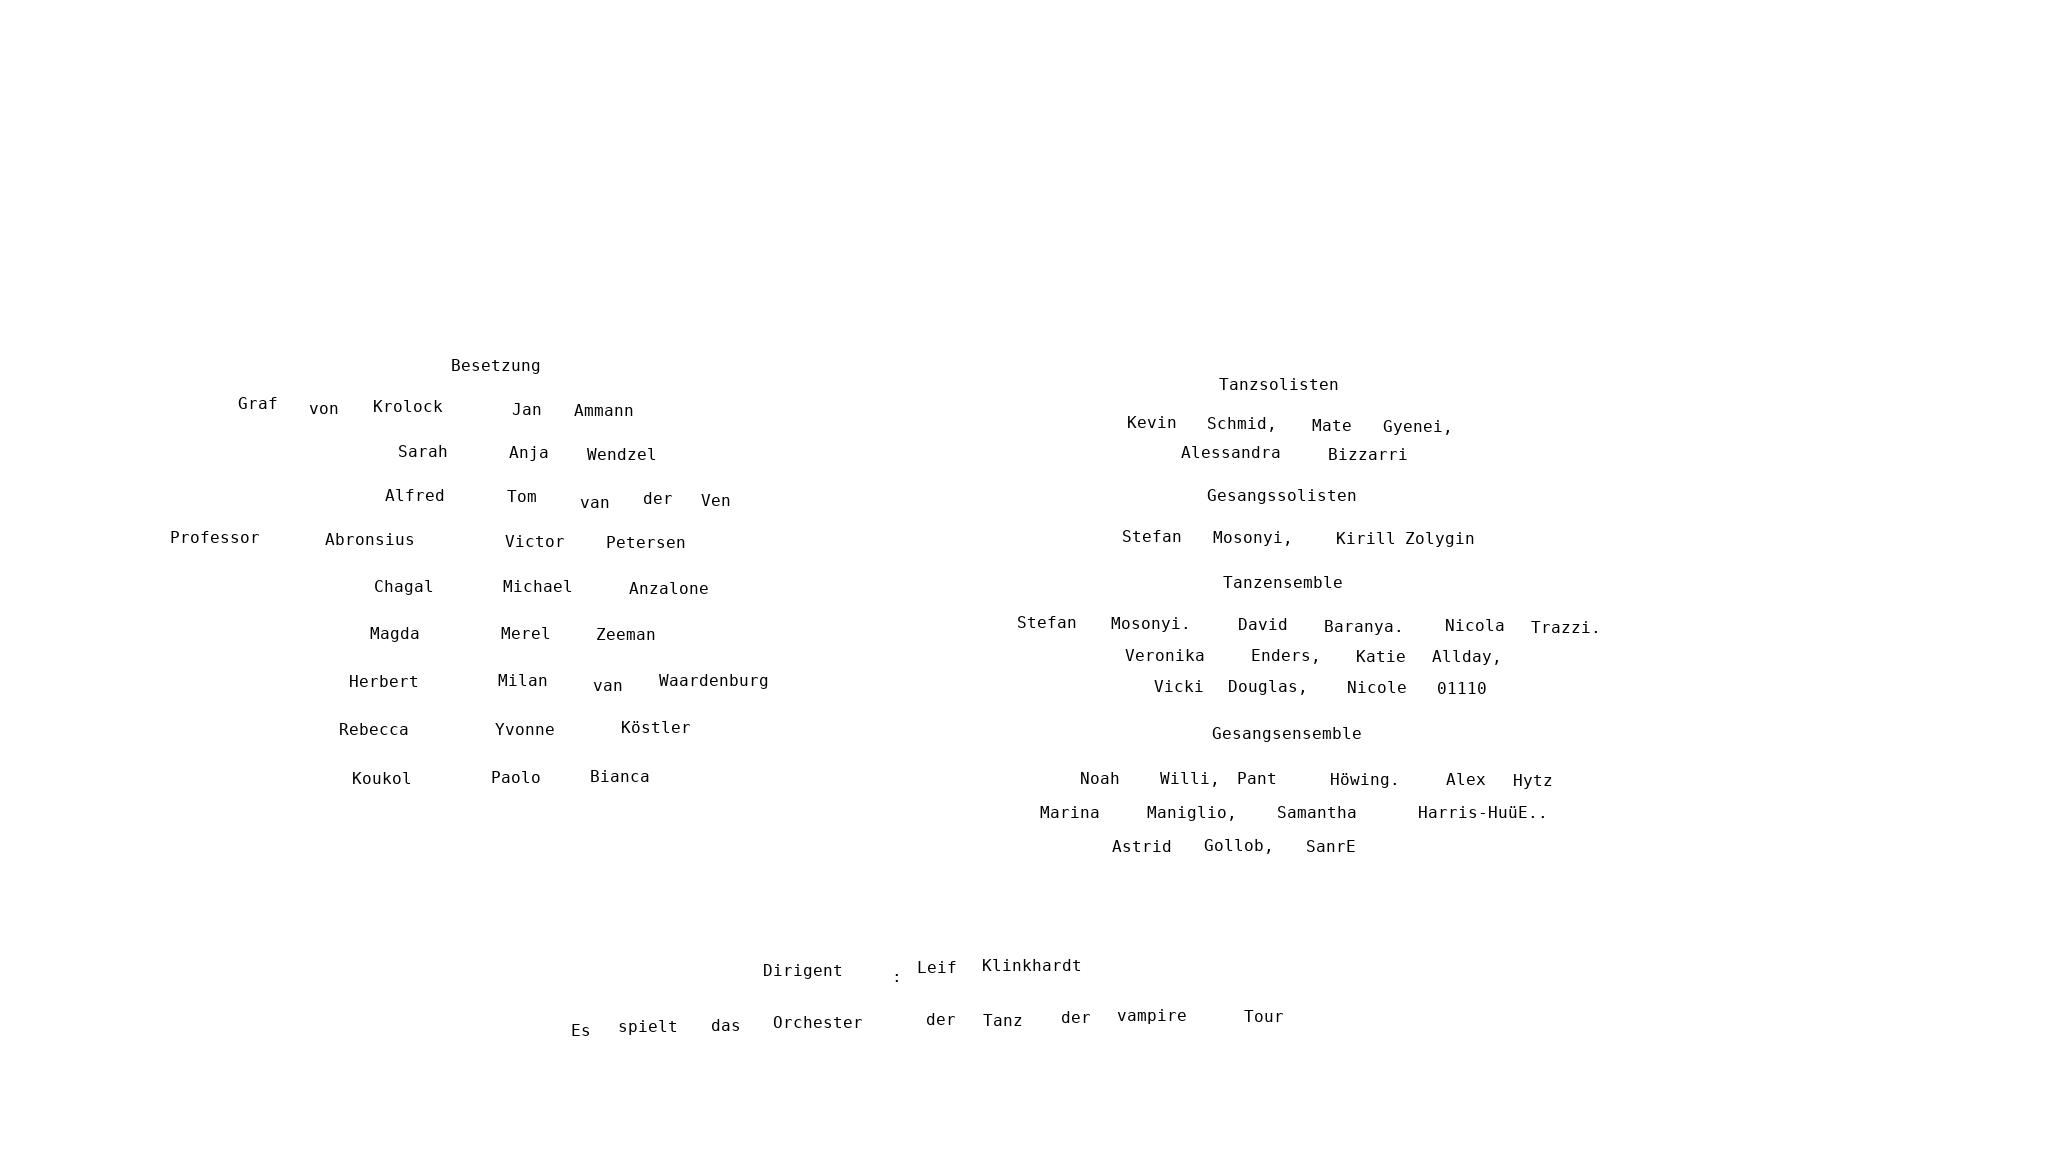 Besetzung
Graf von Krolock Jan Ammann
Sarah Anja Wendzel
Alfred Tom van der Ven
Professor Abronsius Victor Petersen
Chagal Michael Anzalone
Magda Merel Zeeman
Herbert Milan van Waardenburg
Rebecca Yvonne Köstler
Koukol Paolo Bianca
Tanzsolisten
Kevin Schmid, Mate Gyenei,
Alessandra Bizzarri
Gesangssolisten
Stefan Mosonyi, Kirill Zolygin
Tanzensemble
Stefan Mosonyi. David Baranya. Nicola Trazzi.
Veronika Enders, Katie Allday,
Vicki Douglas, Nicole 01110
Gesangsensemble
Noah Willi, Pant Höwing. Alex Hytz
Marina Maniglio, Samantha Harris-HuüE..
Astrid Gollob, SanrE
Dirigent : Leif Klinkhardt
Es spielt das Orchester der Tanz der vampire Tour